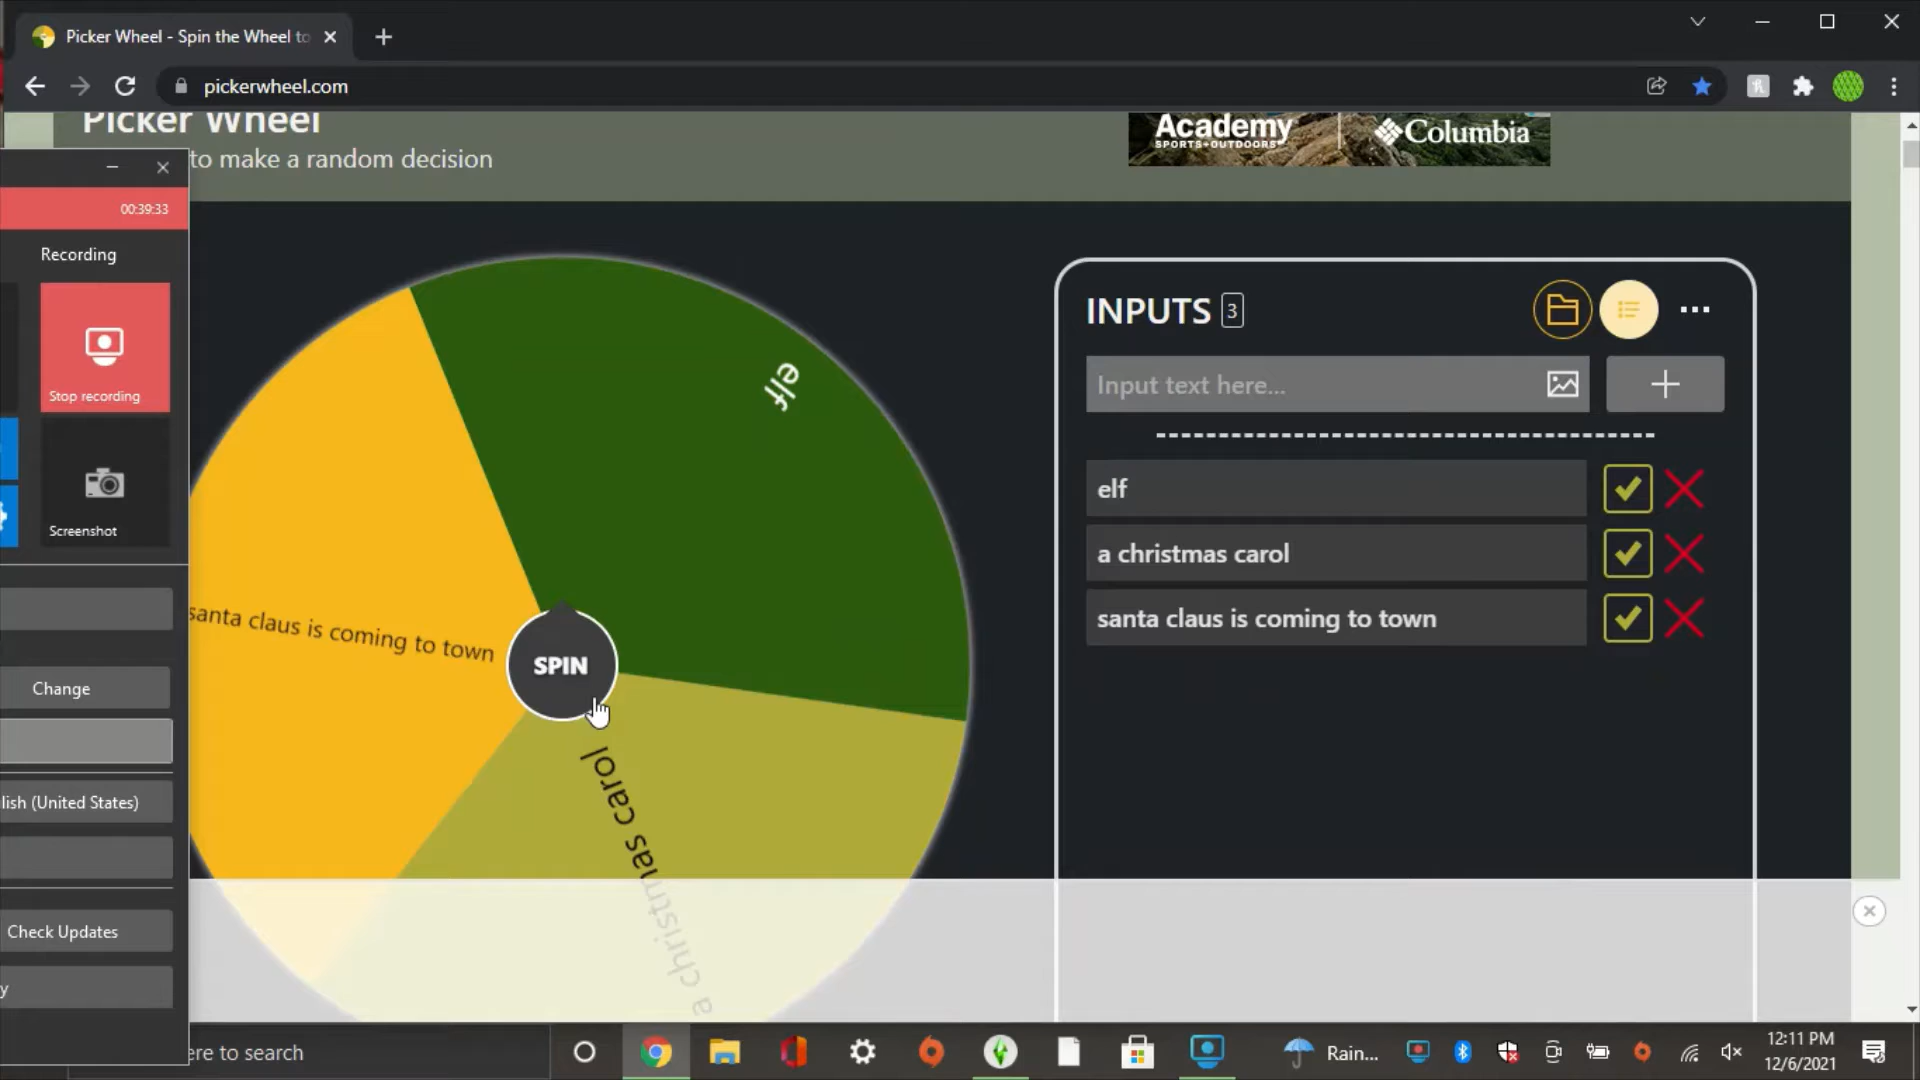 Picker Wheel - Spin the Wheel to
pickerwheel.com
Picker Wheel
to make a random decision
Academy
SPORTS+OUTDOORS
Columbia
00:39:33
Recording
Stop recording
Screenshot
Change
lish (United States)
Check Updates
y
elf
santa claus is coming to town
SPIN
a christmas carol
INPUTS 3
Input text here...
elf
a christmas carol
santa claus is coming to town
ere to search
Rain...
12:11 PM
12/6/2021